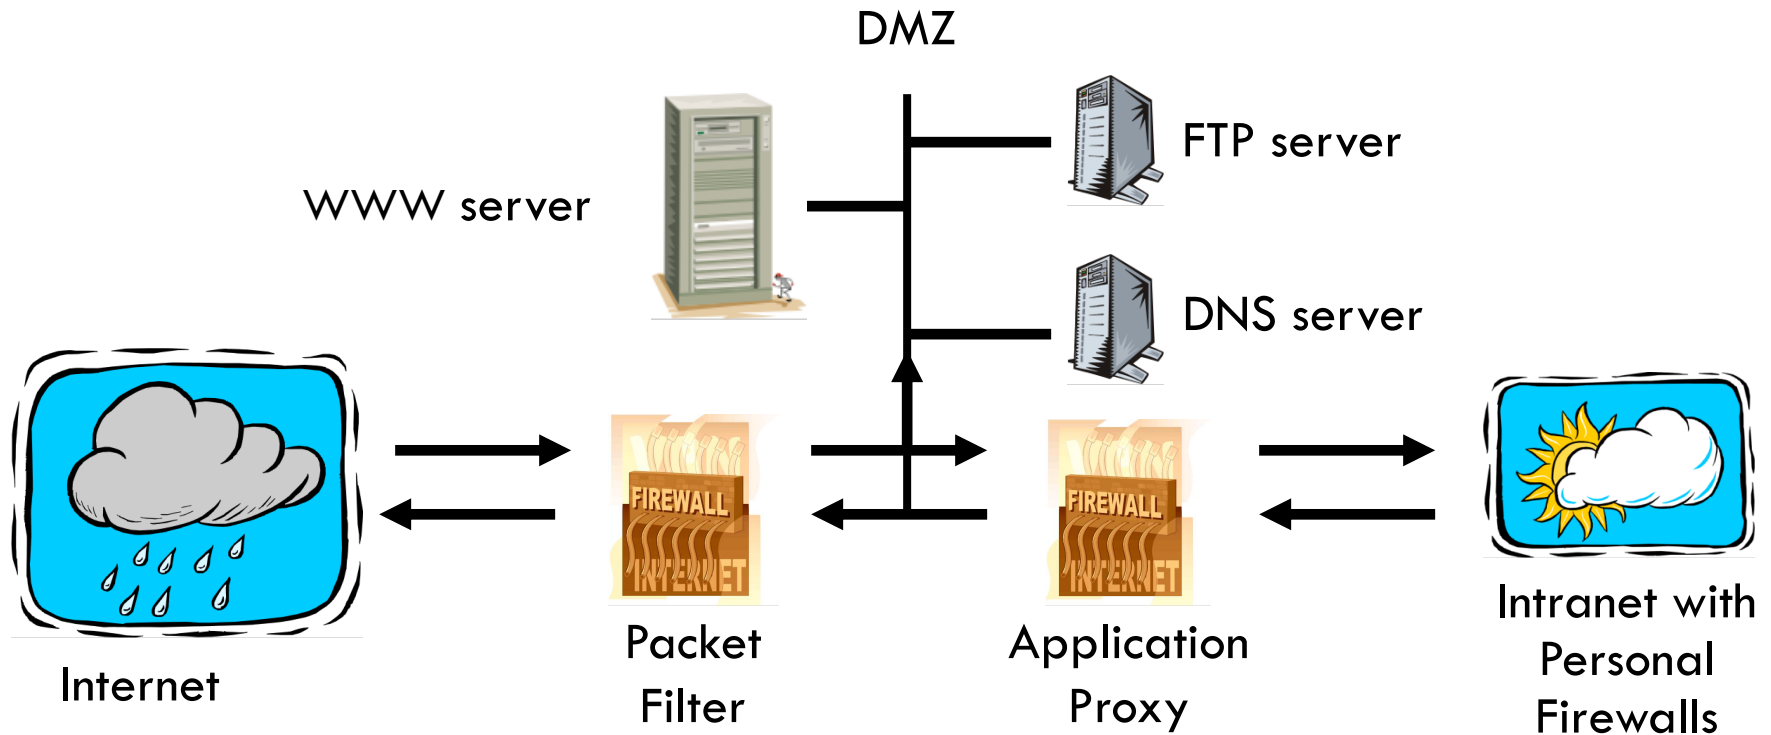 DMZ
FTP server
WWW server
DNS server
FIREWALL
INTERNET
FIREWALL
INTERNET
Internet
Packet
Filter
Application
Proxy
Intranet with
Personal
Firewalls